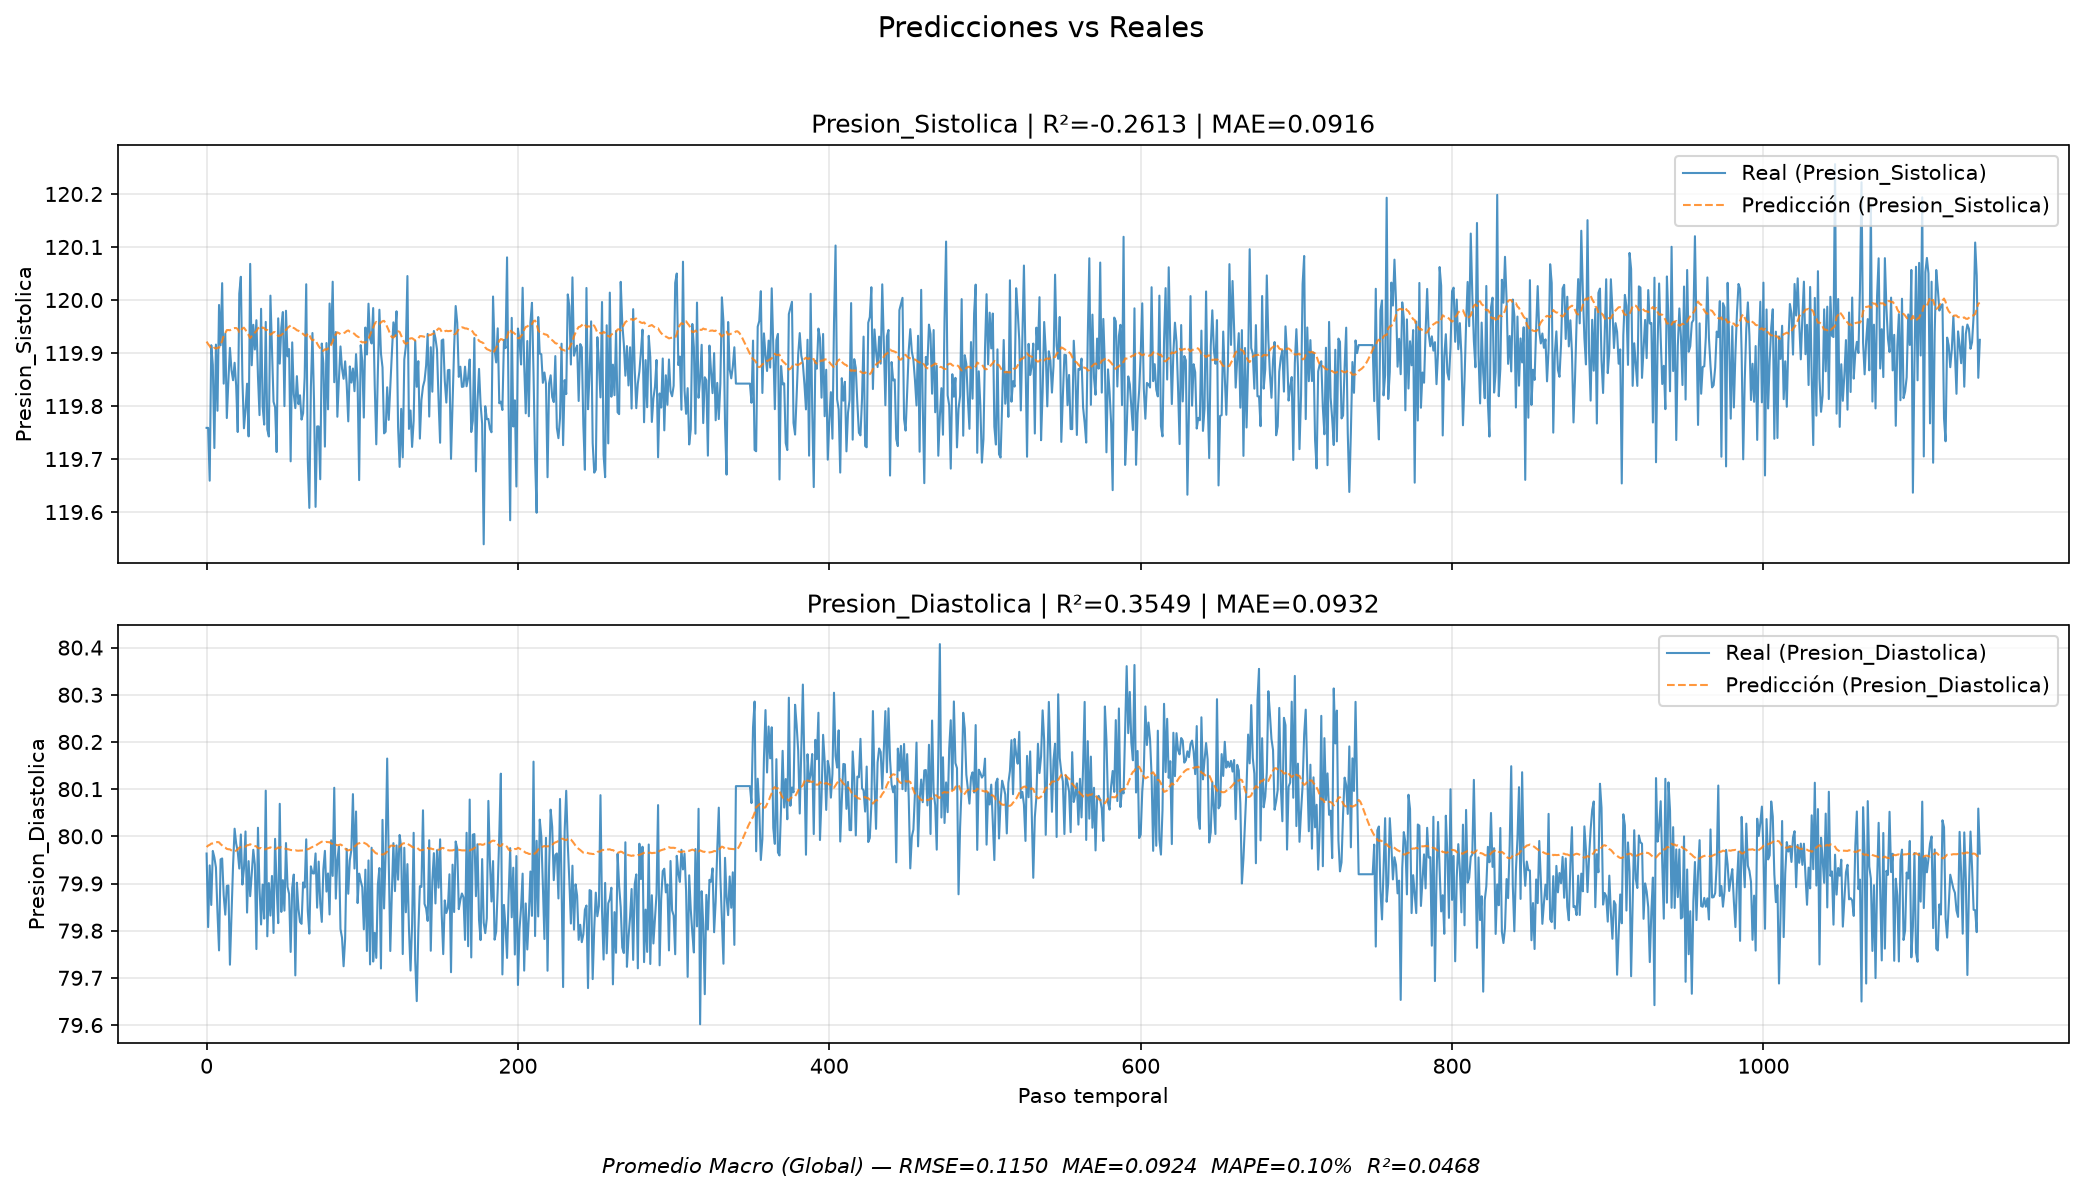 Predicciones vs Reales
Presion_Sistolica | R²=-0.2613 | MAE=0.0916
Presion_Sistolica
120.2
120.1
120.0
119.9
119.8
119.7
119.6
Real (Presion_Sistolica)
Predicción (Presion_Sistolica)
Presion_Diastolica | R²=0.3549 | MAE=0.0932
Presion_Diastolica
80.4
80.3
80.2
80.1
80.0
79.9
79.8
79.7
79.6
Real (Presion_Diastolica)
Predicción (Presion_Diastolica)
0 200 400 600 800 1000
Paso temporal
Promedio Macro (Global) — RMSE=0.1150 MAE=0.0924 MAPE=0.10% R²=0.0468